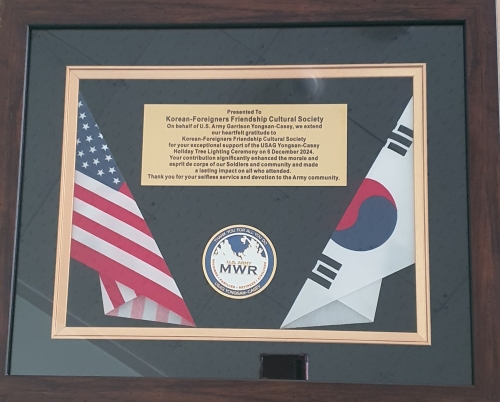 Presented To
Korean-Foreigners Friendship Cultural Society
On behalf of U.S. Army Garrison Yongsan-Casey, we extend
our heartfelt gratitude to
Korean-Foreigners Friendship Cultural Society
for your exceptional support of the USAG Yongsan-Casey
Holiday Tree Lighting Ceremony on 6 December 2024.
Your contribution significantly enhanced the morale and
esprit de corps of our Soldiers and community and made
a lasting impact on all who attended.
Thank you for your selfless service and devotion to the Army community.
U.S. ARMY
MWR